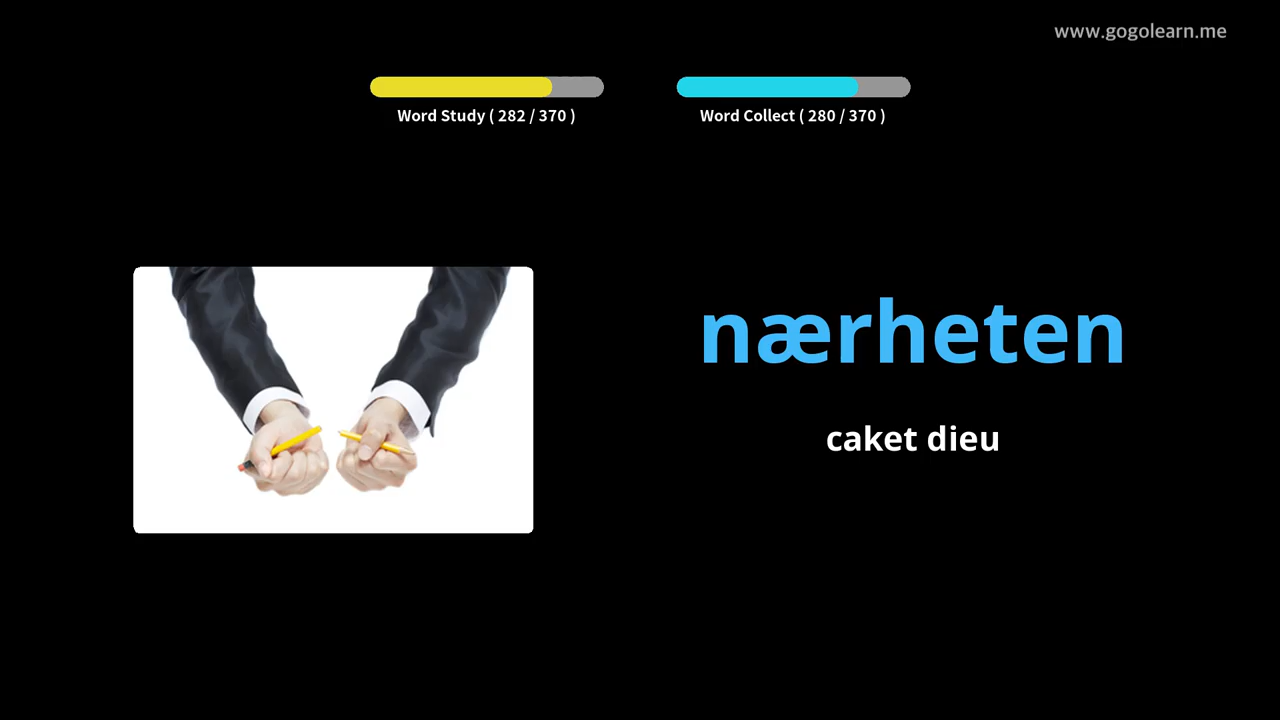 www.gogolearn.me
Word Study ( 282 / 370 )
Word Collect ( 280 / 370 )
nærheten
caket dieu